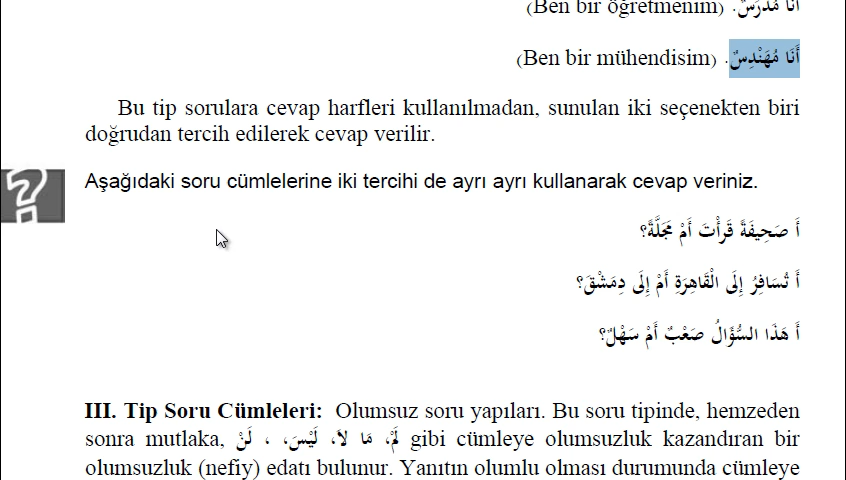 أَنَا مُدَرِّسٌ. (Ben bir öğretmenim)
أَنَا مُهَنْدِسٌ. (Ben bir mühendisim)
Bu tip sorulara cevap harfleri kullanılmadan, sunulan iki seçenekten biri
doğrudan tercih edilerek cevap verilir.
Aşağıdaki soru cümlelerine iki tercihi de ayrı ayrı kullanarak cevap veriniz.
أَ صَحِيفَةً قَرَأْتَ أَمْ مَجَلَّةً؟
أَ تُسَافِرُ إِلَى الْقَاهِرَةِ أَمْ إِلَى دِمَشْقَ؟
أَ هَذَا السُّؤَالُ صَعْبٌ أَمْ سَهْلٌ؟
III. Tip Soru Cümleleri: Olumsuz soru yapıları. Bu soru tipinde, hemzeden
sonra mutlaka, لَمْ، مَا لاَ، لَيْسَ، ، لَنْ gibi cümleye olumsuzluk kazandıran bir
olumsuzluk (nefiy) edatı bulunur. Yanıtın olumlu olması durumunda cümleye